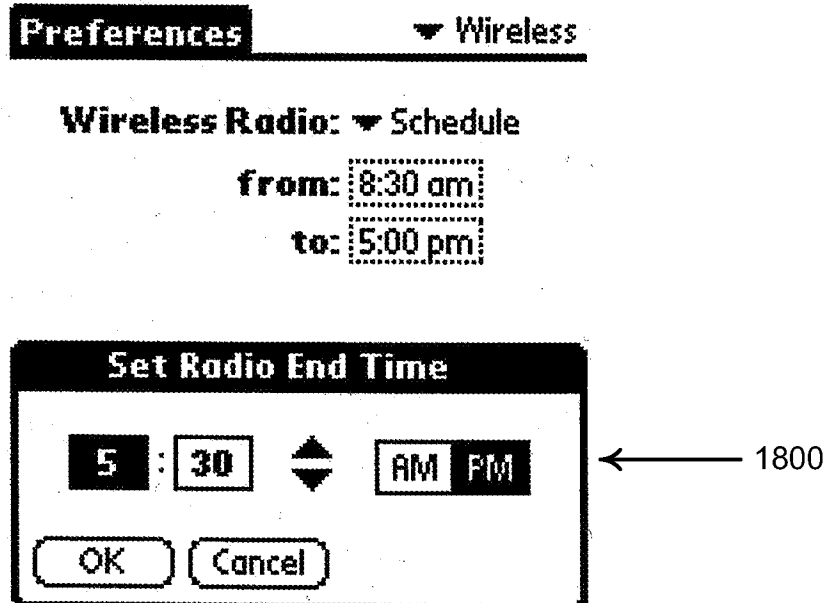 Preferences Wireless
Wireless Radio: Schedule
from: 8:30 am
to: 5:00 pm
Set Radio End Time
5 : 30 AM PM 1800
OK Cancel